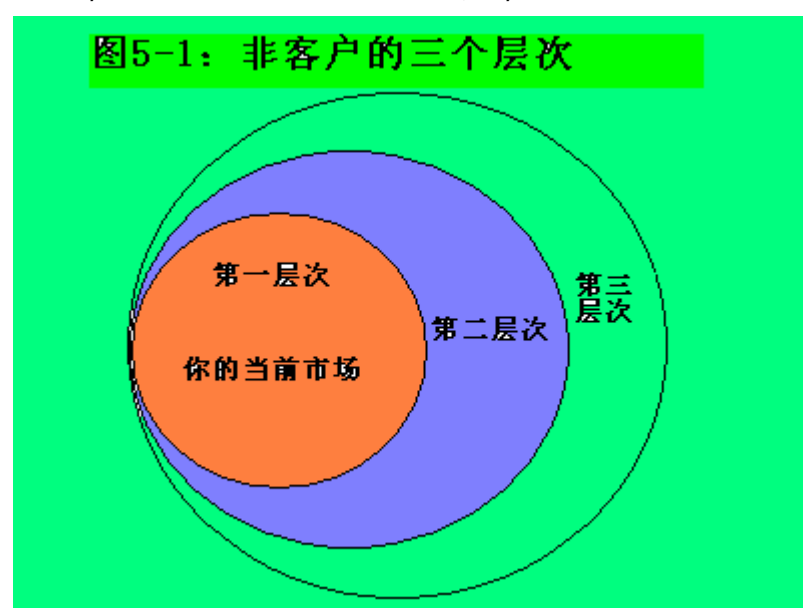 图5-1：非客户的三个层次
第一层次
第三
层次
第二层次
你的当前市场